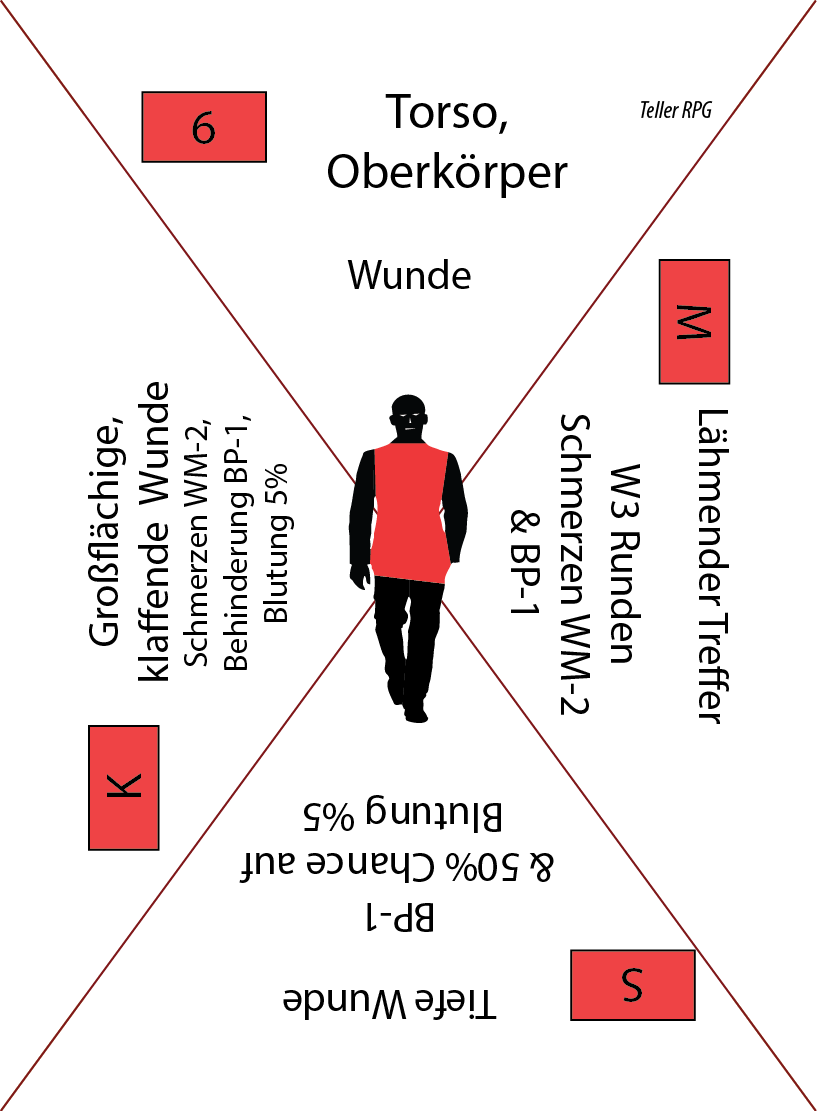 6
Torso,
Oberkörper
Teller RPG
Wunde
M
Lähmender Treffer
W3 Runden
Schmerzen WM-2
& BP-1
S
Tiefe Wunde
BP-1
& 50% Chance auf
Blutung %5
K
Großflächige,
klaffende Wunde
Schmerzen WM-2,
Behinderung BP-1,
Blutung 5%